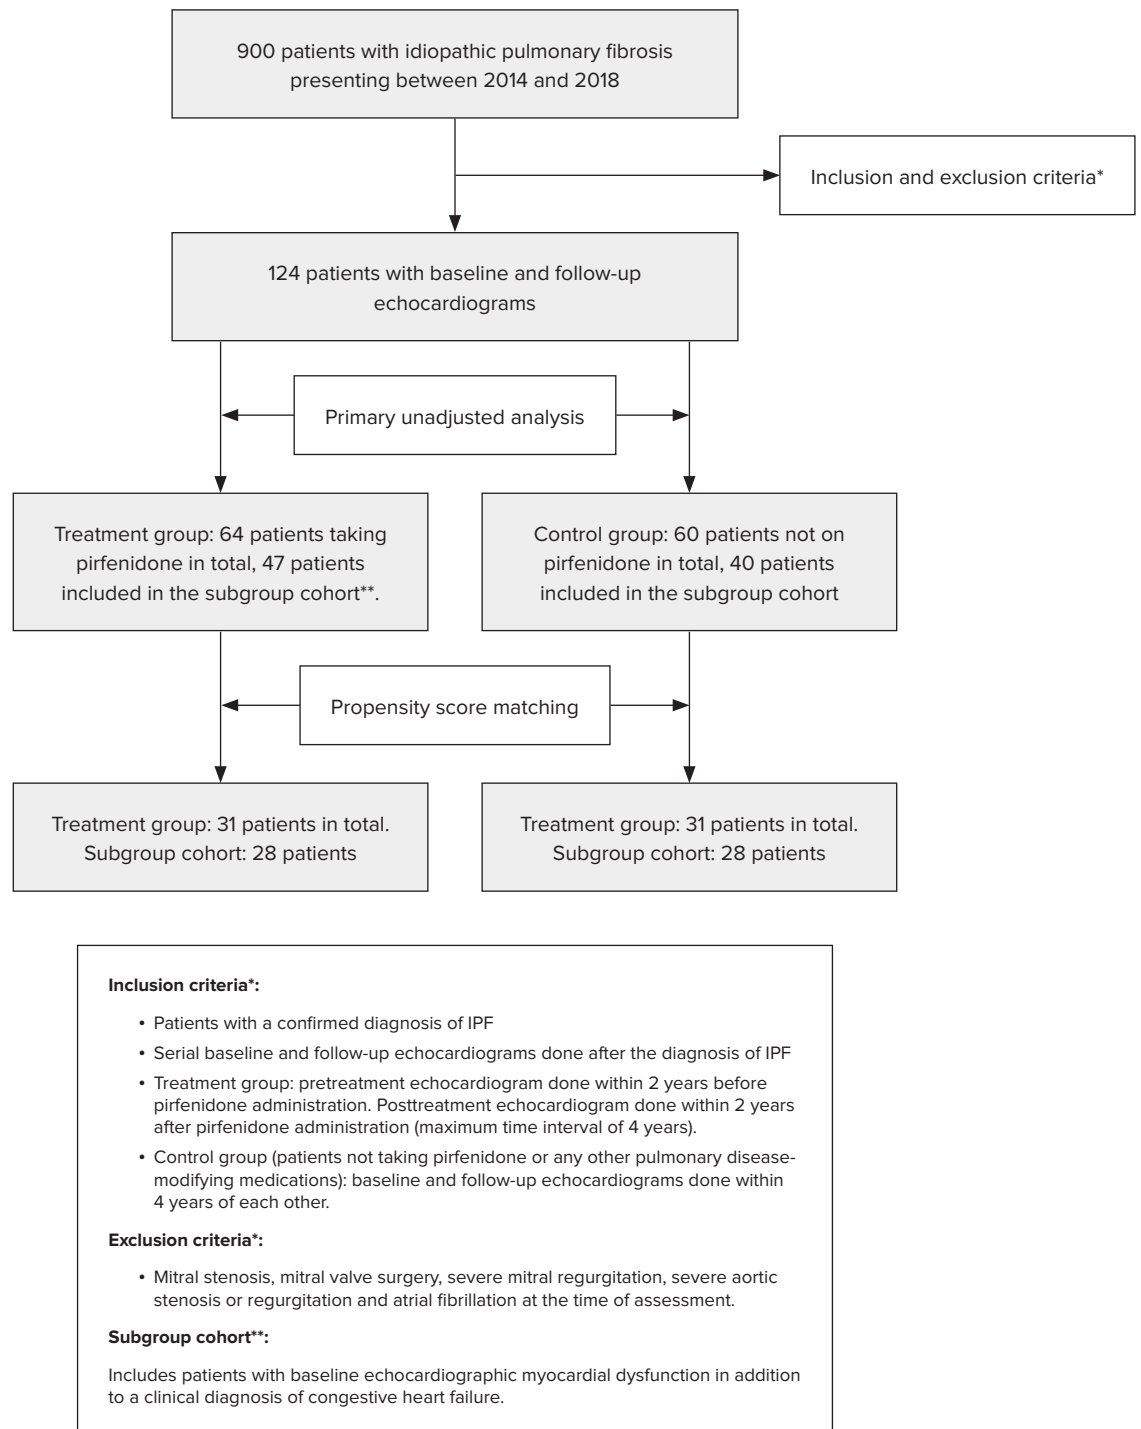 900 patients with idiopathic pulmonary fibrosis
presenting between 2014 and 2018
Inclusion and exclusion criteria*
124 patients with baseline and follow-up
echocardiograms
Primary unadjusted analysis
Treatment group: 64 patients taking
pirfenidone in total, 47 patients
included in the subgroup cohort**.
Control group: 60 patients not on
pirfenidone in total, 40 patients
included in the subgroup cohort
Propensity score matching
Treatment group: 31 patients in total.
Subgroup cohort: 28 patients
Treatment group: 31 patients in total.
Subgroup cohort: 28 patients
Inclusion criteria*:
• Patients with a confirmed diagnosis of IPF
• Serial baseline and follow-up echocardiograms done after the diagnosis of IPF
• Treatment group: pretreatment echocardiogram done within 2 years before
pirfenidone administration. Posttreatment echocardiogram done within 2 years
after pirfenidone administration (maximum time interval of 4 years).
• Control group (patients not taking pirfenidone or any other pulmonary disease-
modifying medications): baseline and follow-up echocardiograms done within
4 years of each other.
Exclusion criteria*:
• Mitral stenosis, mitral valve surgery, severe mitral regurgitation, severe aortic
stenosis or regurgitation and atrial fibrillation at the time of assessment.
Subgroup cohort**:
Includes patients with baseline echocardiographic myocardial dysfunction in addition
to a clinical diagnosis of congestive heart failure.